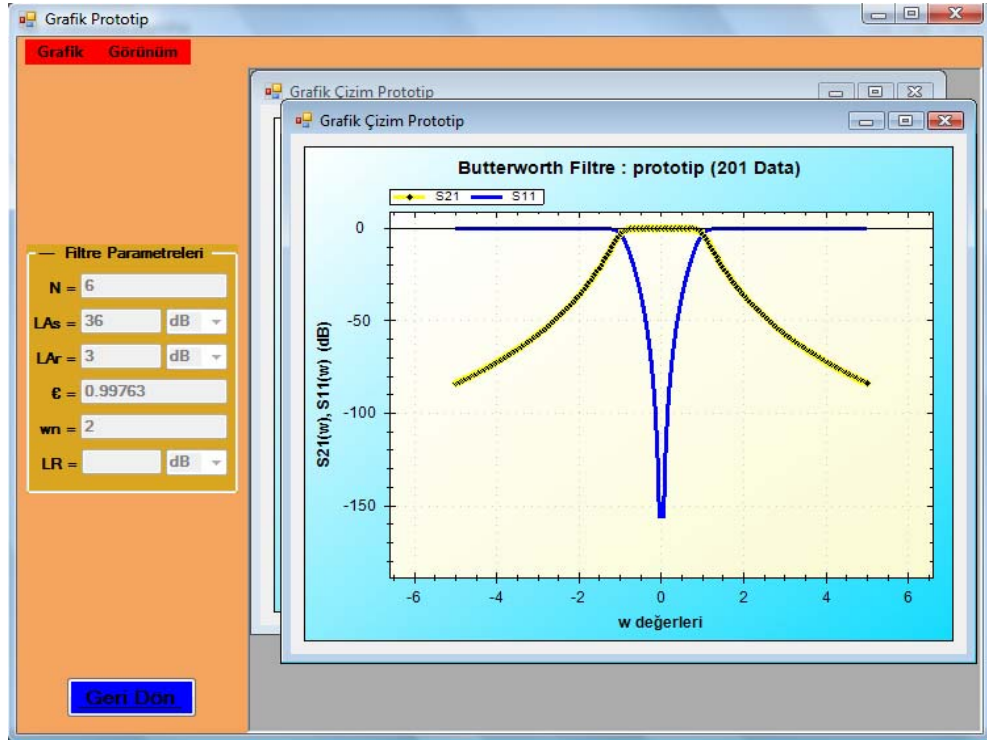 Grafik Prototip
Grafik Görünüm
Grafik Çizim Prototip
Grafik Çizim Prototip
Butterworth Filtre : prototip (201 Data)
S21 S11
S21(w), S11(w) (dB)
0
-50
-100
-150
-6 -4 -2 0 2 4 6
w değerleri
Filtre Parametreleri
N = 6
LAs = 36 dB
LAr = 3 dB
€ = 0.99763
wn = 2
LR = dB
Geri Dön